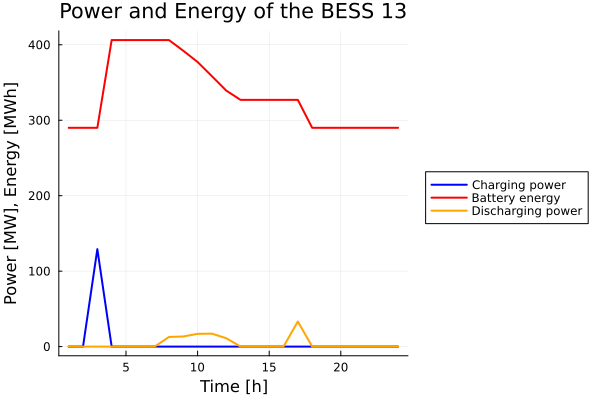 Power and Energy of the BESS 13
Power [MW], Energy [MWh]
400
300
200
100
0
5 10 15 20
Time [h]
Charging power
Battery energy
Discharging power